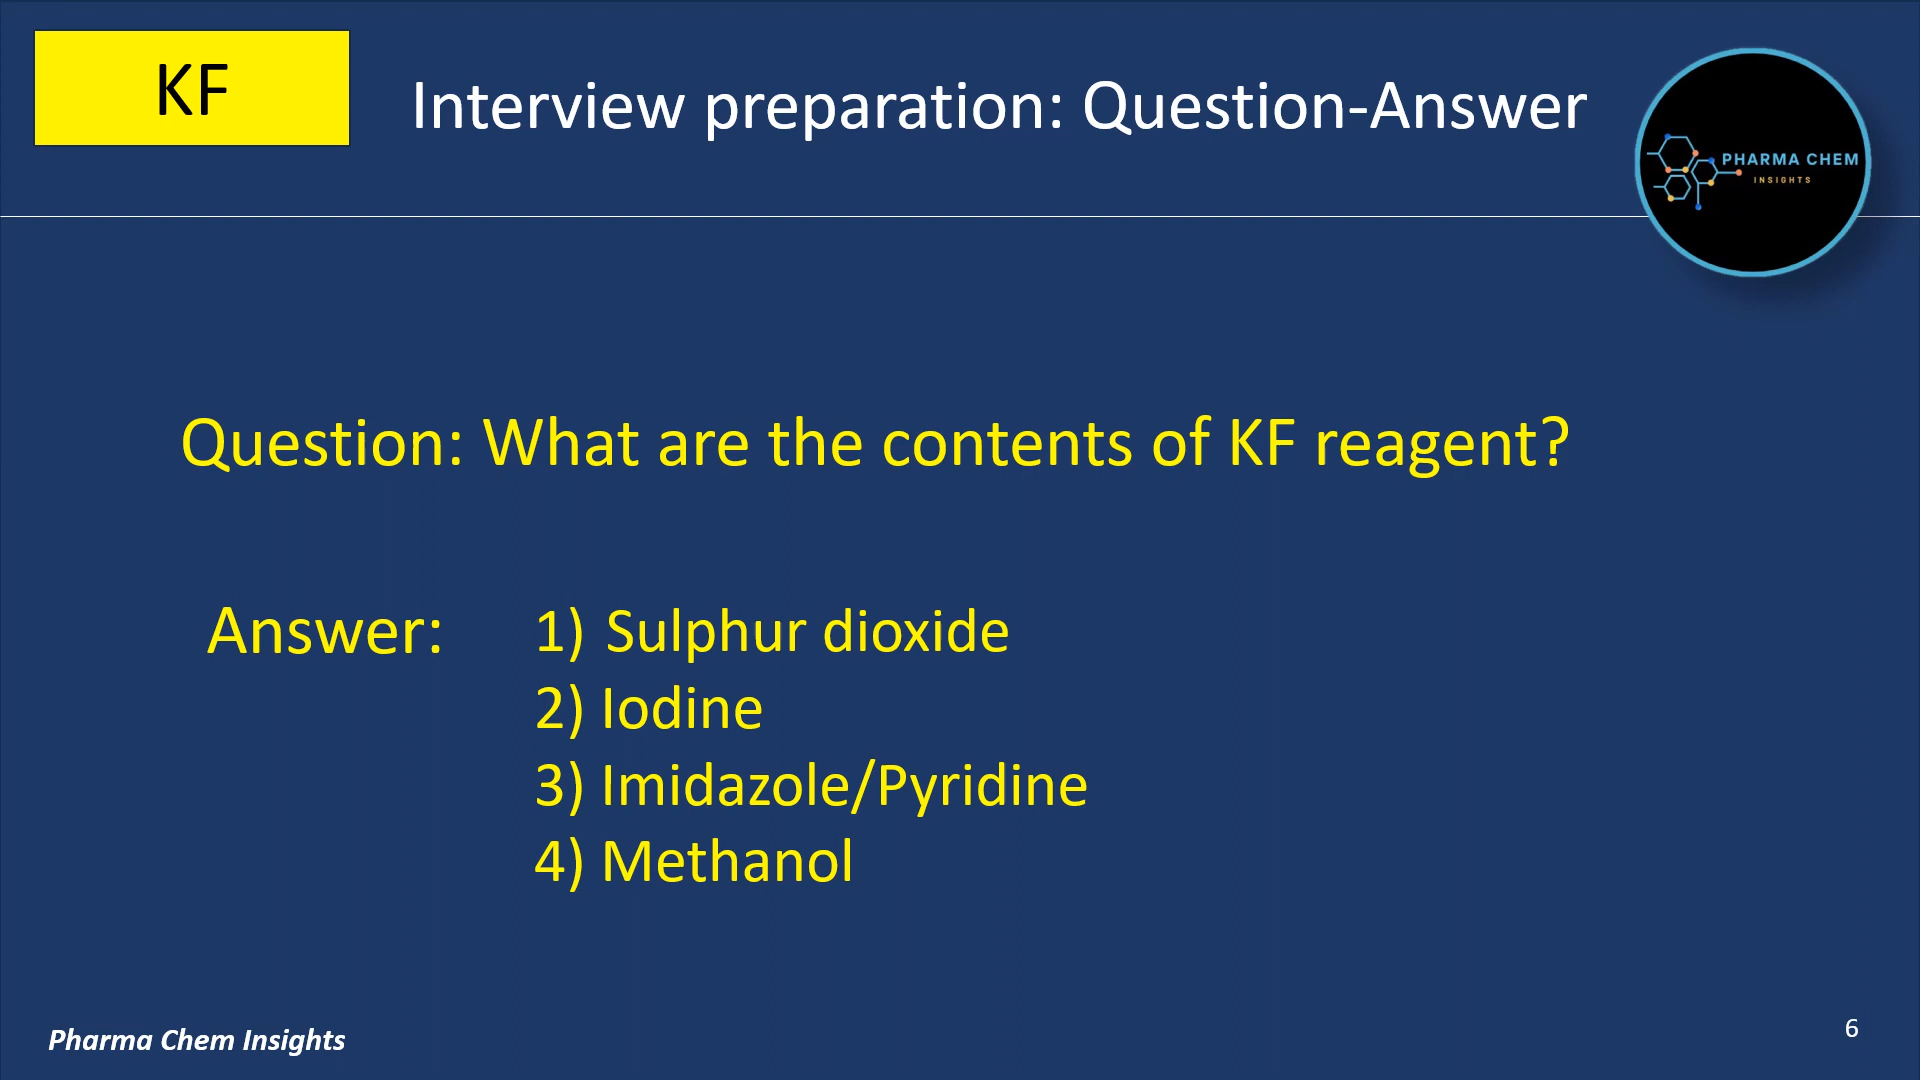 KF
Interview preparation: Question-Answer
PHARMA CHEM
INSIGHTS
Question: What are the contents of KF reagent?
Answer:
1) Sulphur dioxide
2) Iodine
3) Imidazole/Pyridine
4) Methanol
Pharma Chem Insights
6